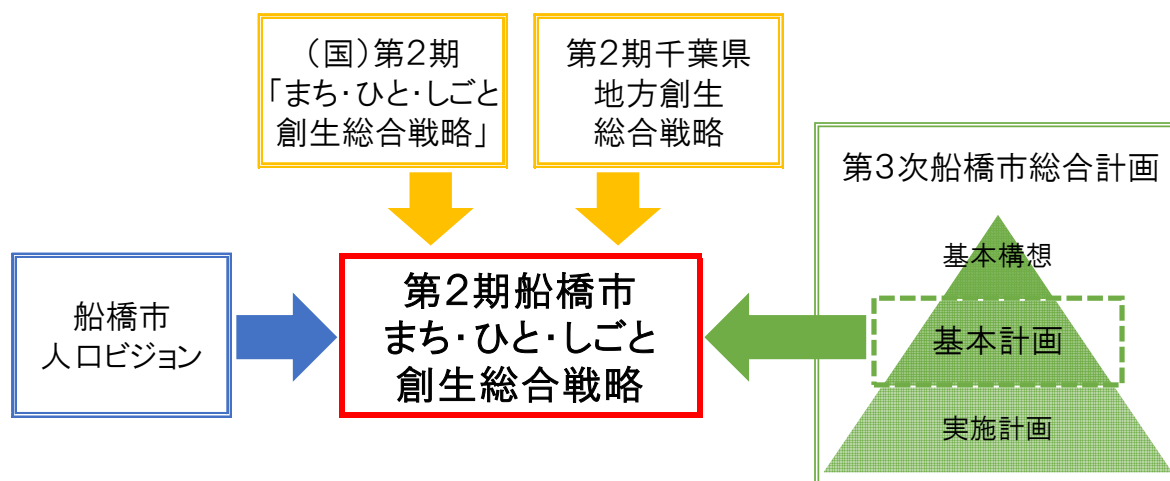 (国)第2期
「まち・ひと・しごと
創生総合戦略」
第2期千葉県
地方創生
総合戦略
第3次船橋市総合計画
基本構想
基本計画
実施計画
船橋市
人口ビジョン
第2期船橋市
まち・ひと・しごと
創生総合戦略